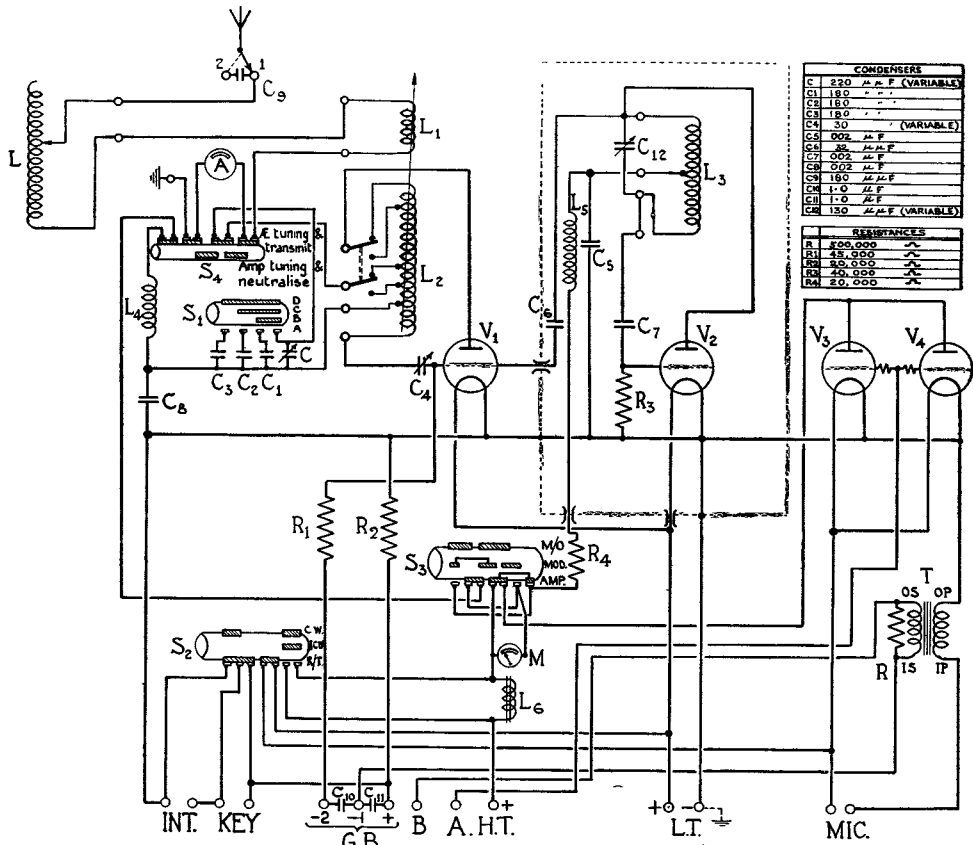 2 1
C9
L
L1
A
Æ tuning &
transmit
S4
Amp tuning &
neutralise
L2
L4
S1
D
C
B
A
C3 C2 C1 C
C8
C4
V1
C12
L3
L5
C5
C6
C7
V2
R3
V3 V4
CONDENSERS
C 220 μμF (VARIABLE)
C1 180 " "
C2 180 " "
C3 180 " "
C4 30 (VARIABLE)
C5 002 μF
C6 32 μμF
C7 002 μF
C8 002 μF
C9 180 μμF
C10 1·0 μF
C11 1·0 μF
C12 130 μμF (VARIABLE)
RESISTANCES
R 500,000
R1 45,000
R2 20,000
R3 40,000
R4 20,000
R1 R2
S3
M/O
MOD.
AMP.
R4
T
OS OP
R
IS IP
S2
C.W.
R/T.
M
L6
C10 C11
-2 -1 +
+
+ -
INT. KEY
G.B.
B A. H.T.
L.T.
MIC.